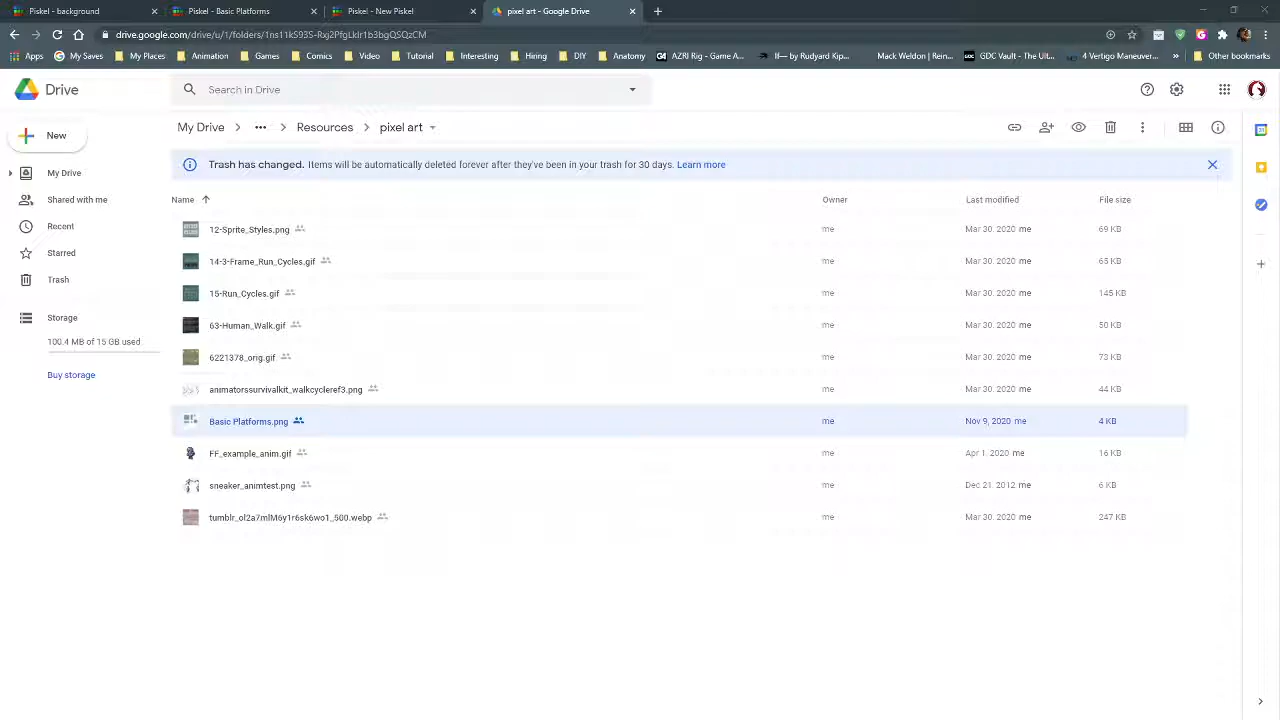 Piskel - background
Piskel - Basic Platforms
Piskel - New Piskel
pixel art - Google Drive
Apps
My Saves
My Places
Animation
Games
Comics
Video
Tutorial
Interesting
Hiring
DIY
Anatomy
AZRI Rig - Game A...
If— by Rudyard Kip...
Mack Weldon | Rein...
GDC Vault - The Ult...
4 Vertigo Maneuver...
»
Other bookmarks
Drive
Search in Drive
New
My Drive
Shared with me
Recent
Starred
Trash
Storage
100.4 MB of 15 GB used
Buy storage
My Drive > ••• > Resources > pixel art
Trash has changed. Items will be automatically deleted forever after they've been in your trash for 30 days. Learn more
Name Owner Last modified File size
12-Sprite_Styles.png me Mar 30, 2020 me 69 KB
14-3-Frame_Run_Cycles.gif me Mar 30, 2020 me 65 KB
15-Run_Cycles.gif me Mar 30, 2020 me 145 KB
63-Human_Walk.gif me Mar 30, 2020 me 50 KB
6221378_orig.gif me Mar 30, 2020 me 73 KB
animatorssurvivalkit_walkcycleref3.png me Mar 30, 2020 me 44 KB
Basic Platforms.png me Nov 9, 2020 me 4 KB
FF_example_anim.gif me Apr 1, 2020 me 16 KB
sneaker_animtest.png me Dec 21, 2012 me 6 KB
tumblr_ol2a7mlM6y1r6sk6wo1_500.webp me Mar 30, 2020 me 247 KB